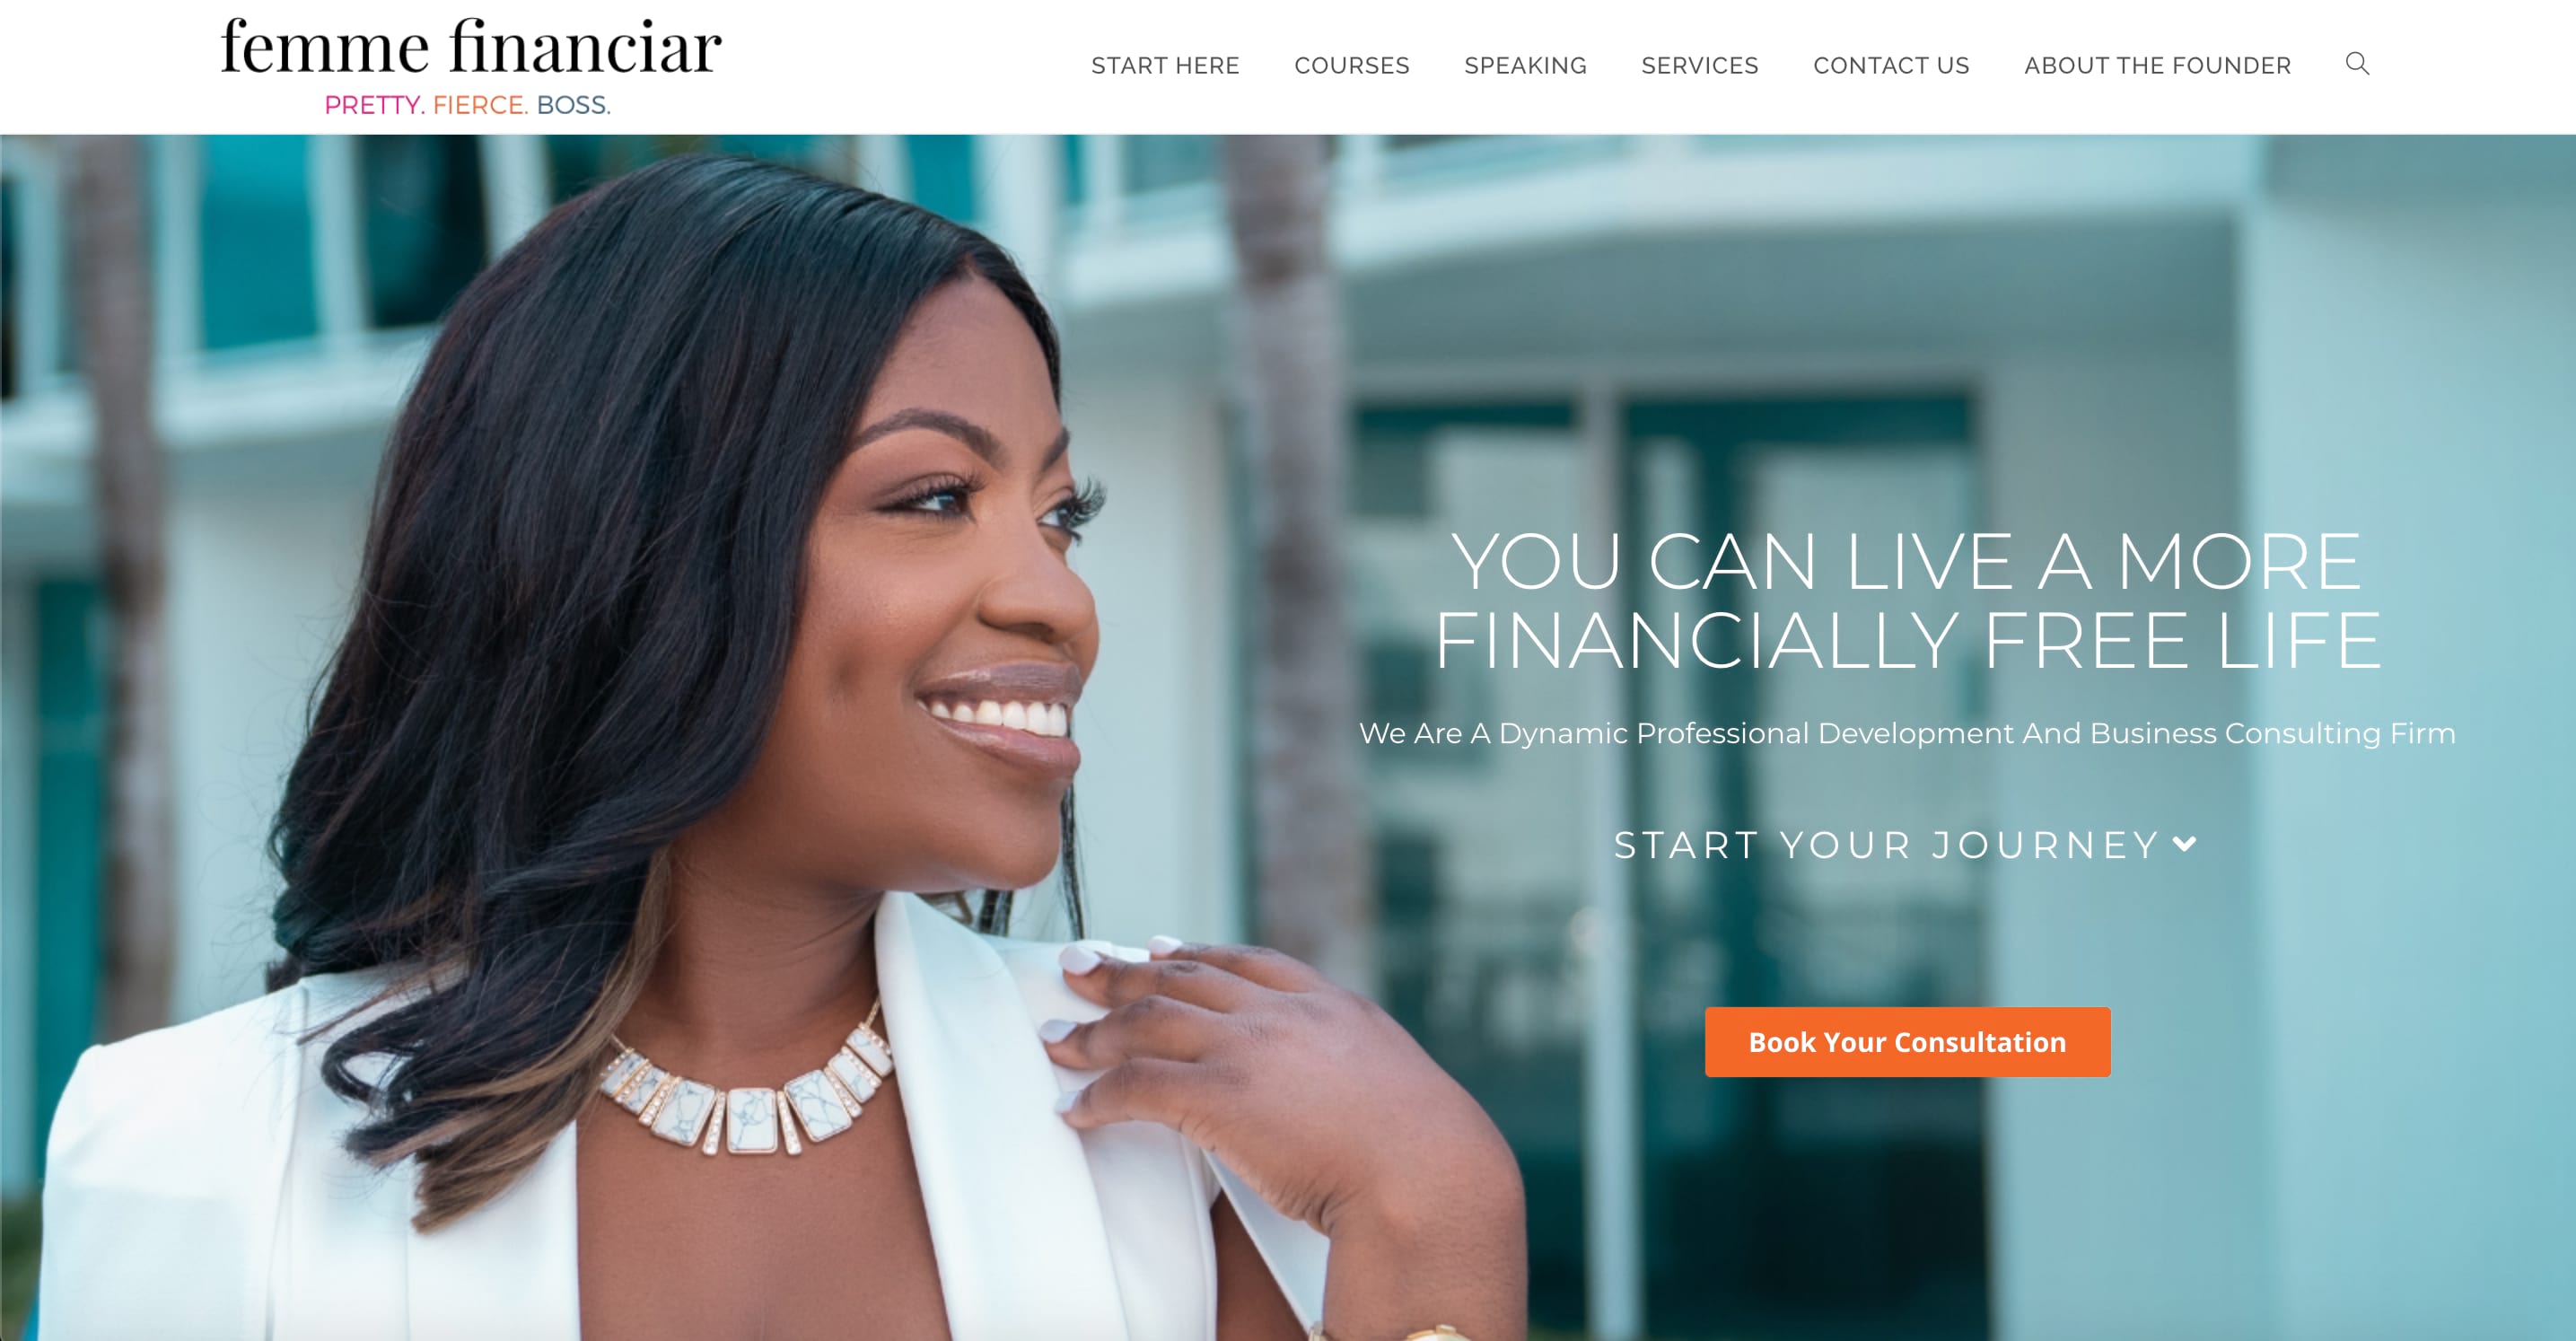 femme financiar
PRETTY. FIERCE. BOSS.
START HERE
COURSES
SPEAKING
SERVICES
CONTACT US
ABOUT THE FOUNDER
YOU CAN LIVE A MORE
FINANCIALLY FREE LIFE
We Are A Dynamic Professional Development And Business Consulting Firm
START YOUR JOURNEY
Book Your Consultation